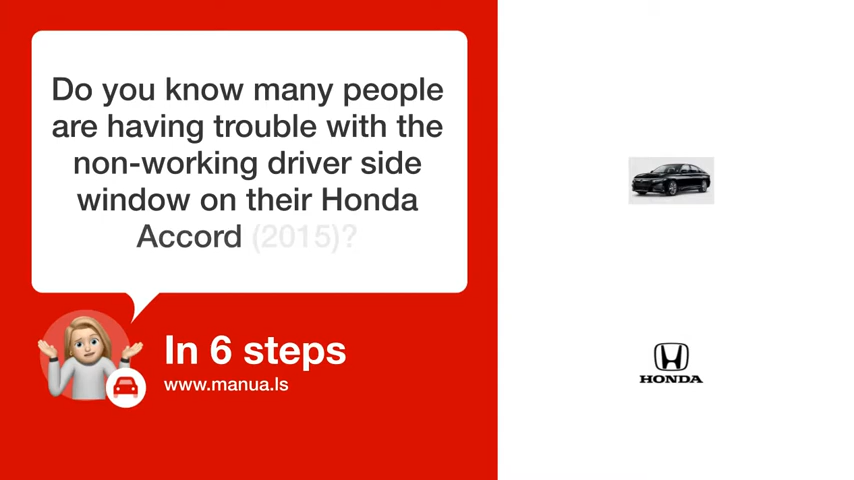 Do you know many people
are having trouble with the
non-working driver side
window on their Honda
Accord (2015)?
In 6 steps
www.manua.ls
HONDA